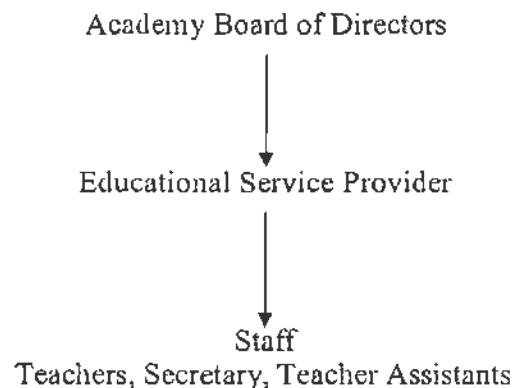 Academy Board of Directors
Educational Service Provider
Staff
Teachers, Secretary, Teacher Assistants